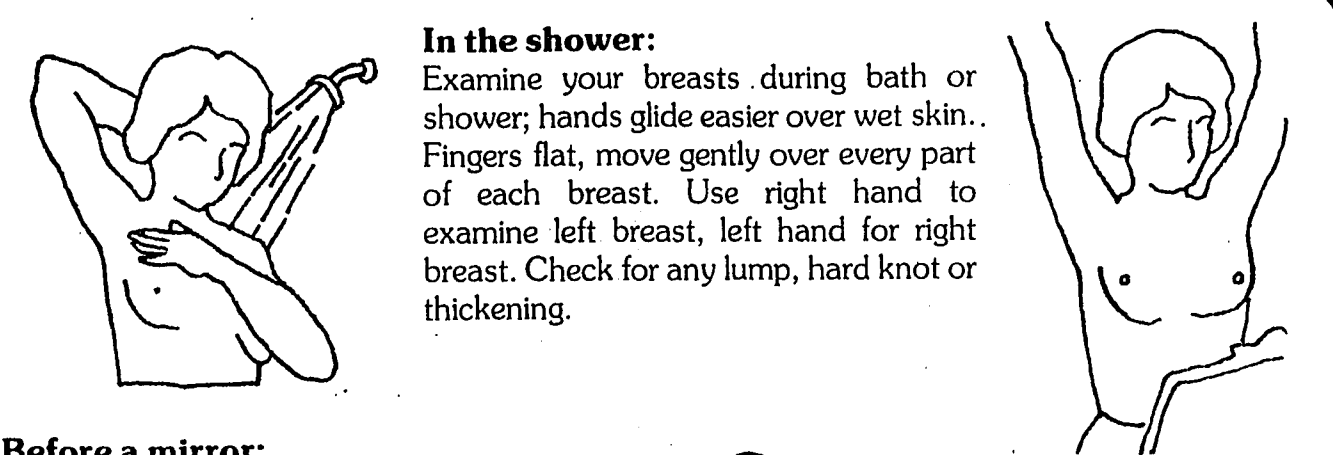 In the shower:
Examine your breasts during bath or
shower; hands glide easier over wet skin..
Fingers flat, move gently over every part
of each breast. Use right hand to
examine left breast, left hand for right
breast. Check for any lump, hard knot or
thickening.
Before a mirror: